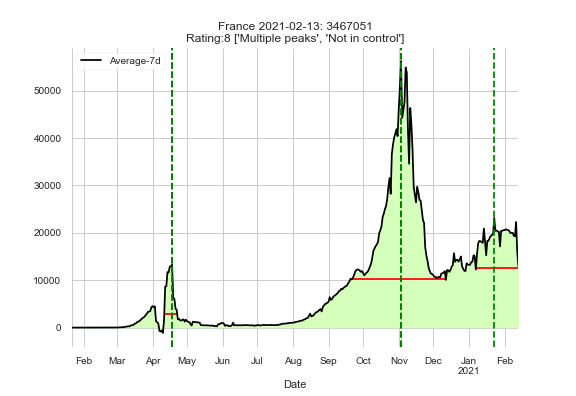 France 2021-02-13: 3467051
Rating:8 ['Multiple peaks', 'Not in control']
Average-7d
50000
40000
30000
20000
10000
0
Feb Mar Apr May Jun Jul Aug Sep Oct Nov Dec Jan Feb
2021
Date